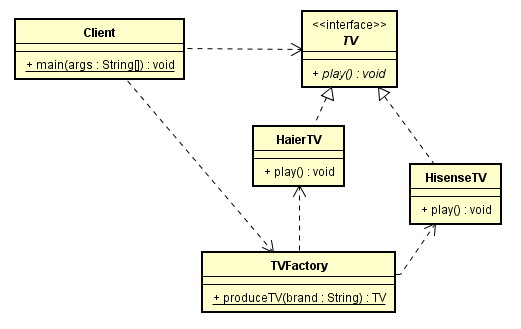 Client
+ main(args : String[]) : void
<<interface>>
TV
+ play() : void
HaierTV
+ play() : void
HisenseTV
+ play() : void
TVFactory
+ produceTV(brand : String) : TV